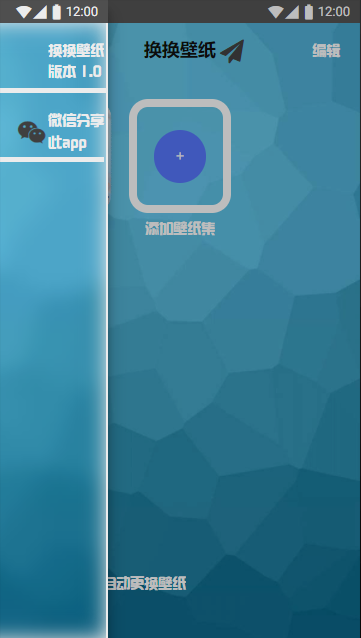 12:00
12:00
换换壁纸
版本 1.0
换换壁纸
编辑
微信分享
此app
+
添加壁纸集
自动更换壁纸